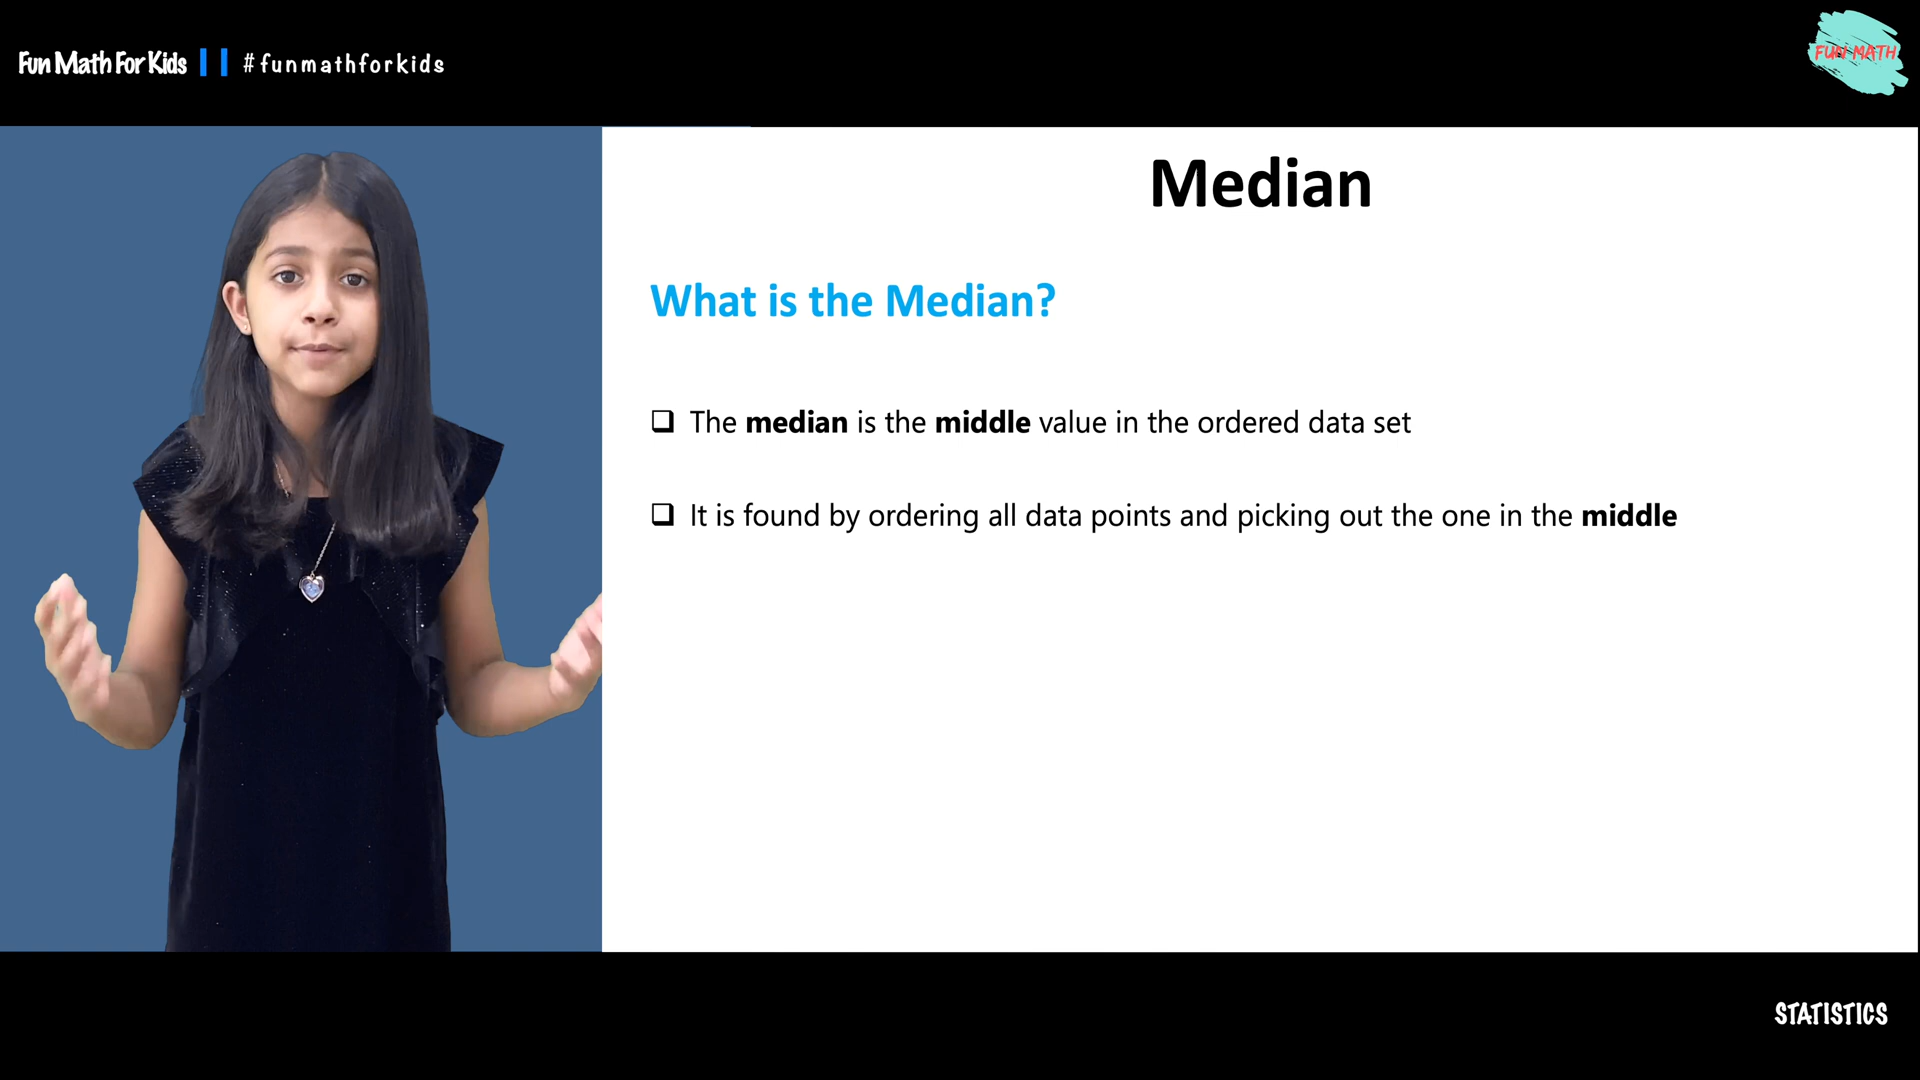 Fun Math For Kids || #funmathforkids
FUN MATH
Median
What is the Median?
❑ The median is the middle value in the ordered data set
❑ It is found by ordering all data points and picking out the one in the middle
STATISTICS